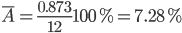 A̅ = 0.873/12 100 % = 7.28 %